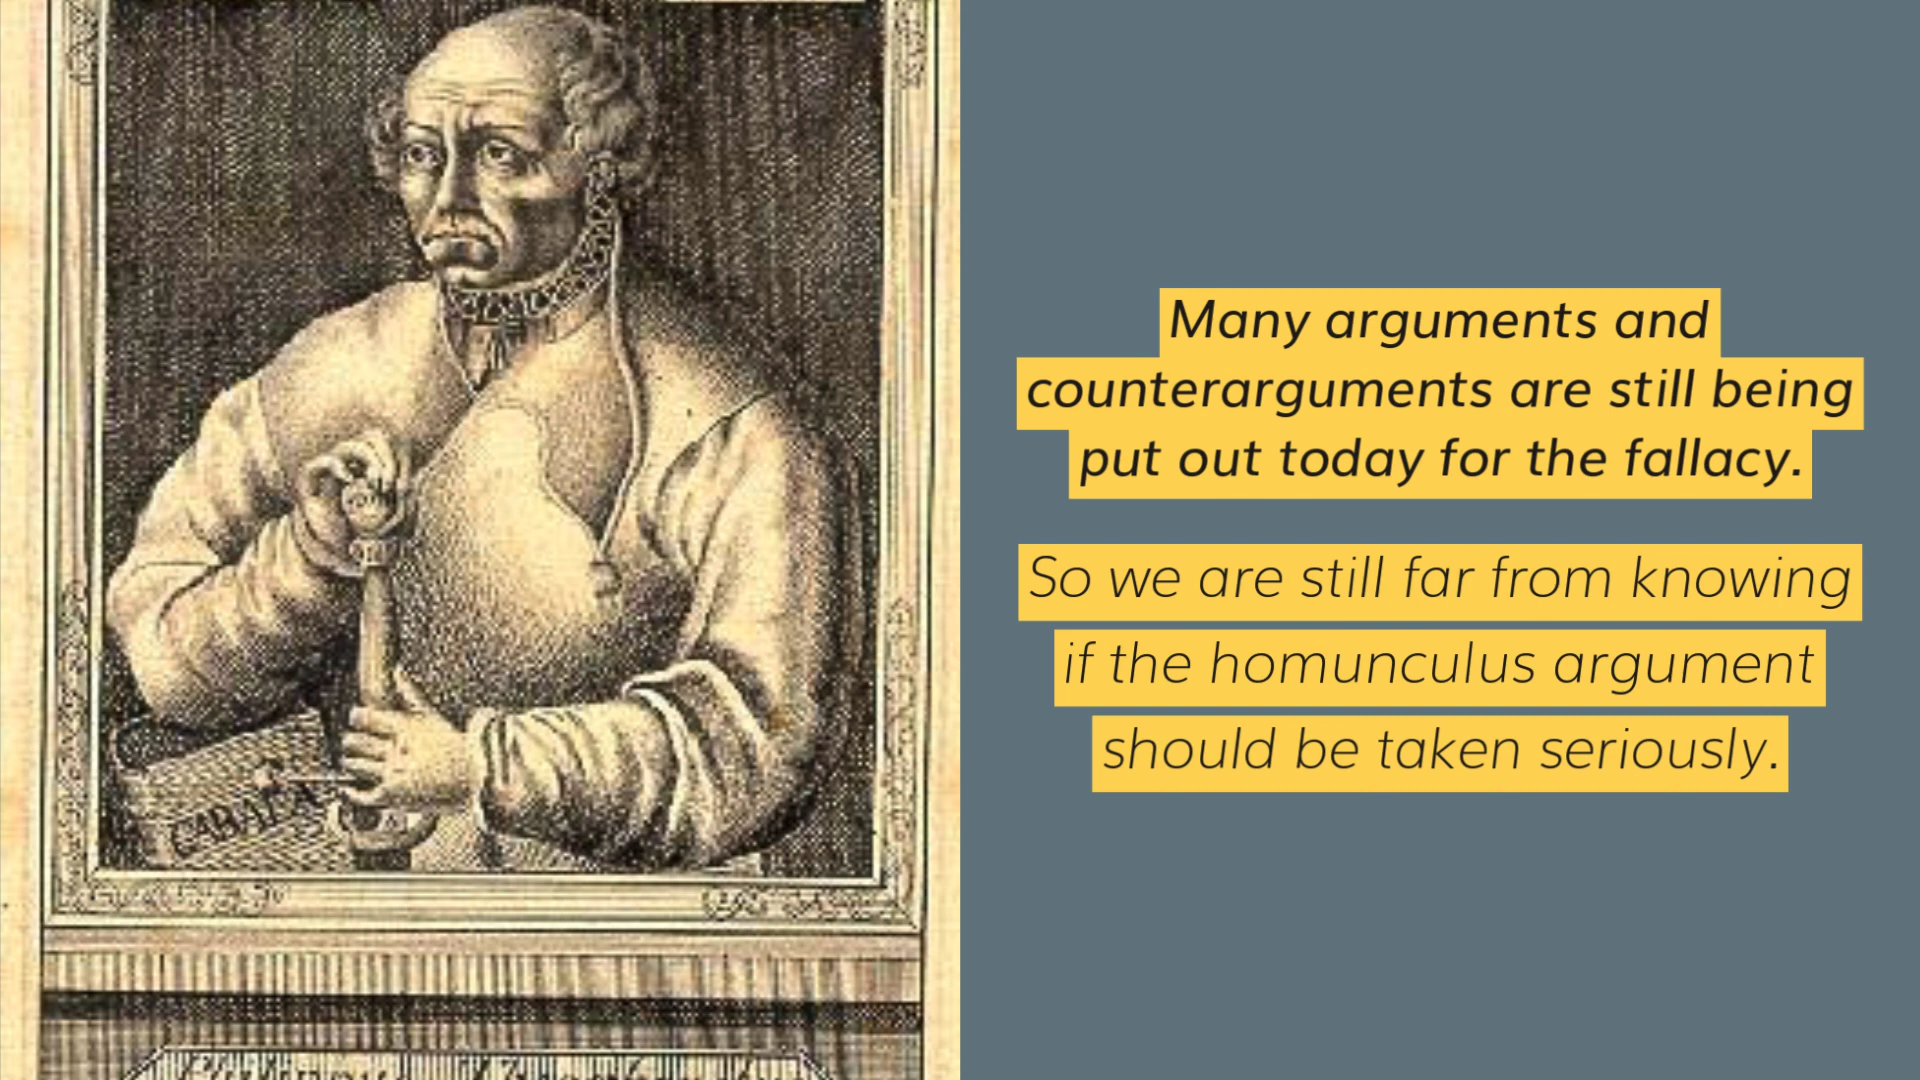 Many arguments and
counterarguments are still being
put out today for the fallacy.
So we are still far from knowing
if the homunculus argument
should be taken seriously.